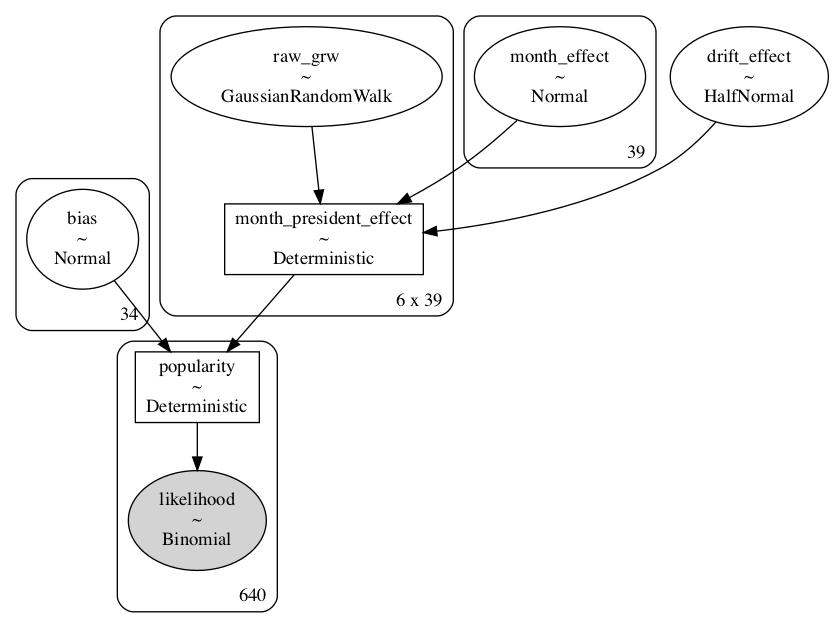 raw_grw
~
GaussianRandomWalk
month_effect
~
Normal
39
drift_effect
~
HalfNormal
month_president_effect
~
Deterministic
6 x 39
bias
~
Normal
34
popularity
~
Deterministic
likelihood
~
Binomial
640